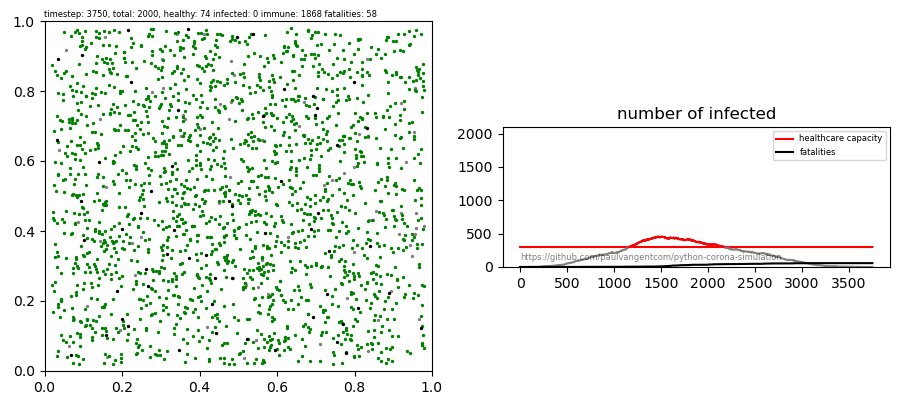 timestep: 3750, total: 2000, healthy: 74 infected: 0 immune: 1868 fatalities: 58
1.0
0.8
0.6
0.4
0.2
0.0
0.0 0.2 0.4 0.6 0.8 1.0
number of infected
2000
1500
1000
500
0
healthcare capacity
fatalities
https://github.com/paulvangentcom/python-corona-simulation
0 500 1000 1500 2000 2500 3000 3500